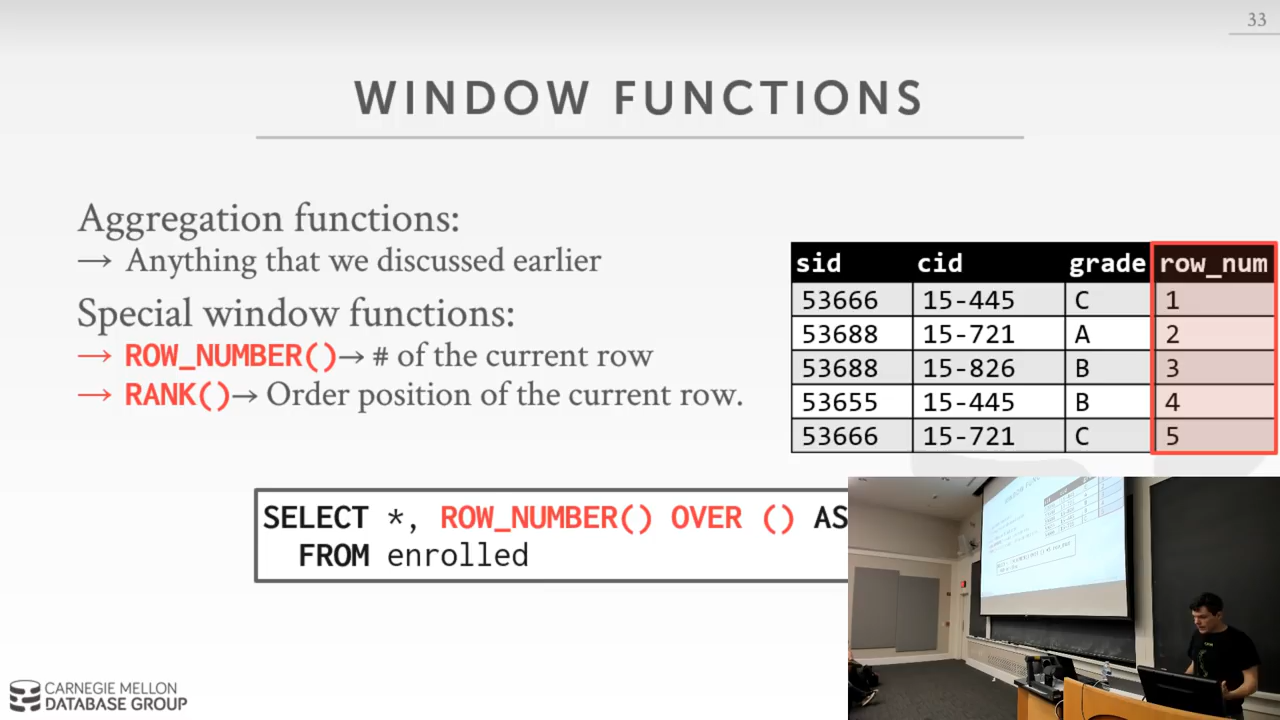 33
WINDOW FUNCTIONS
Aggregation functions:
→ Anything that we discussed earlier
Special window functions:
→ ROW_NUMBER()→ # of the current row
→ RANK()→ Order position of the current row.
sid cid grade row_num
53666 15-445 C 1
53688 15-721 A 2
53688 15-826 B 3
53655 15-445 B 4
53666 15-721 C 5
SELECT *, ROW_NUMBER() OVER () AS
FROM enrolled
CARNEGIE MELLON
DATABASE GROUP